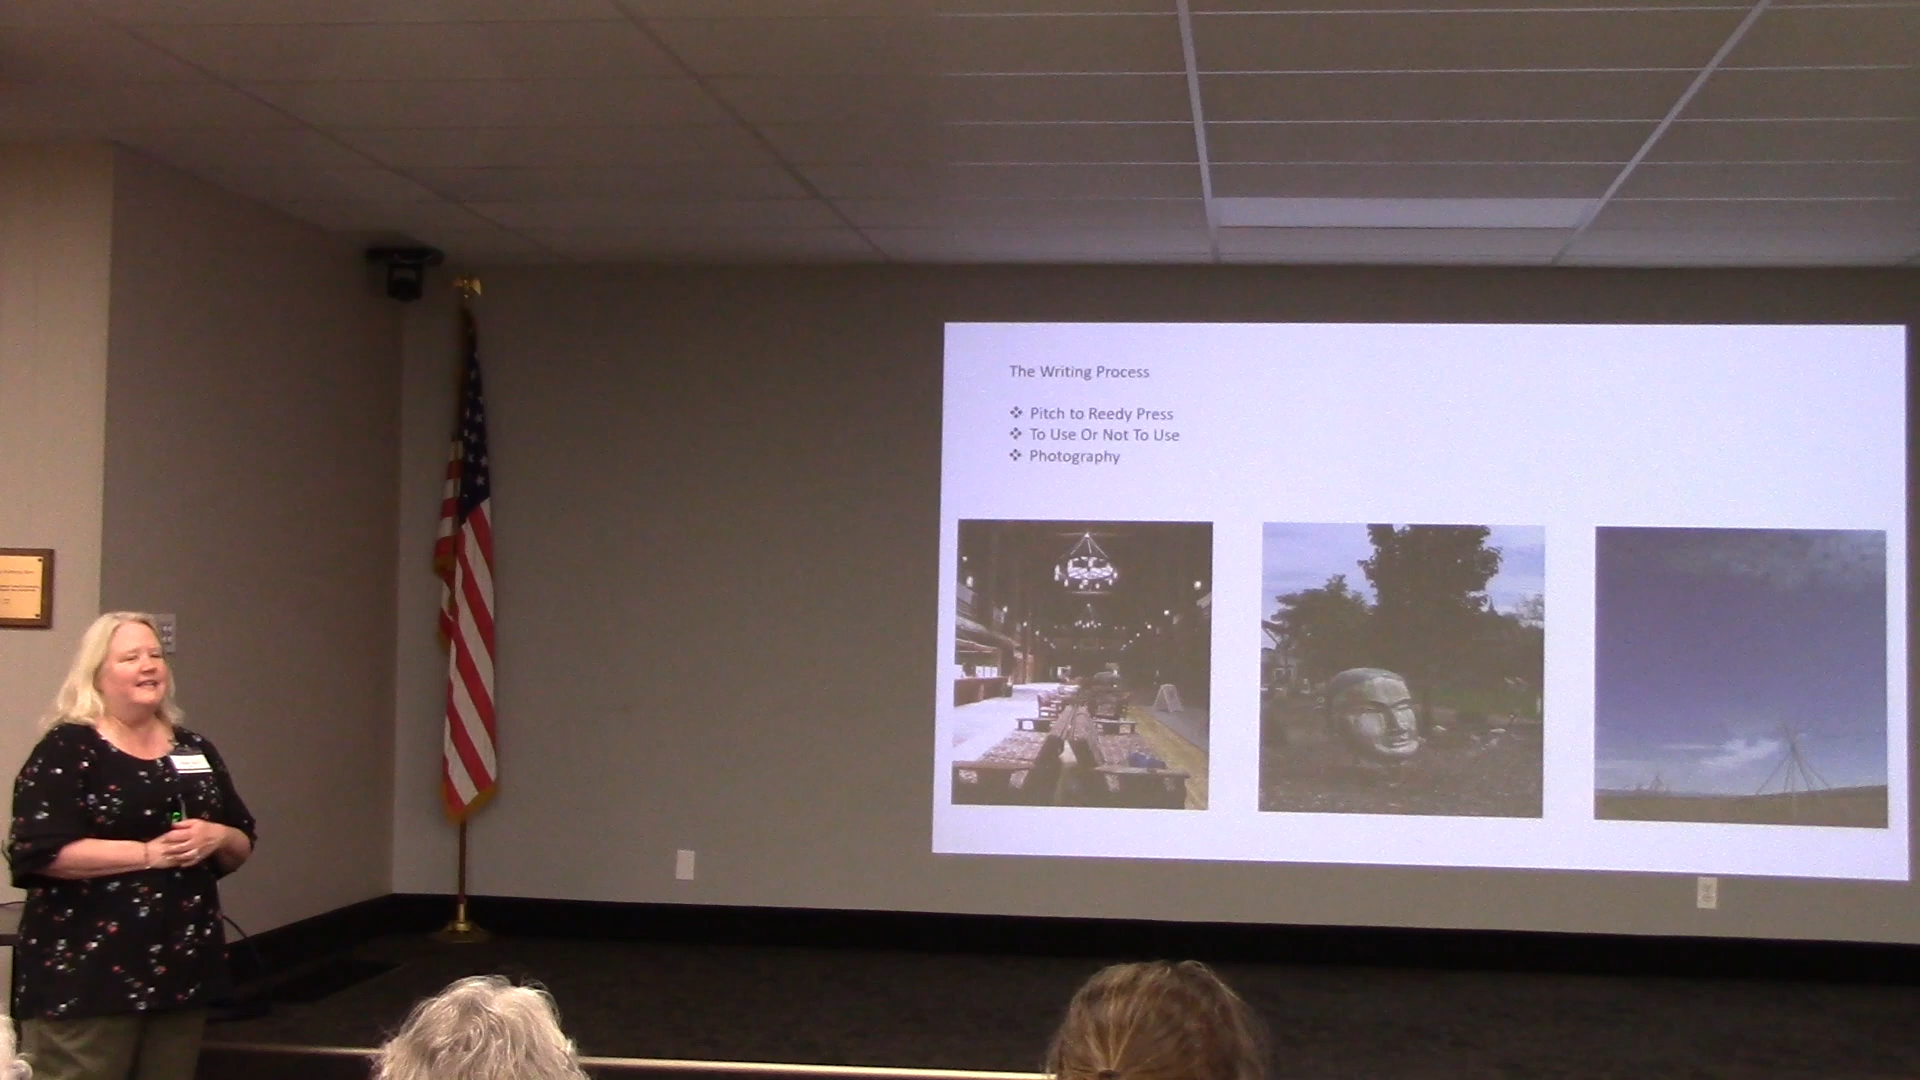 The Writing Process
Pitch to Reedy Press
To Use Or Not To Use
Photography